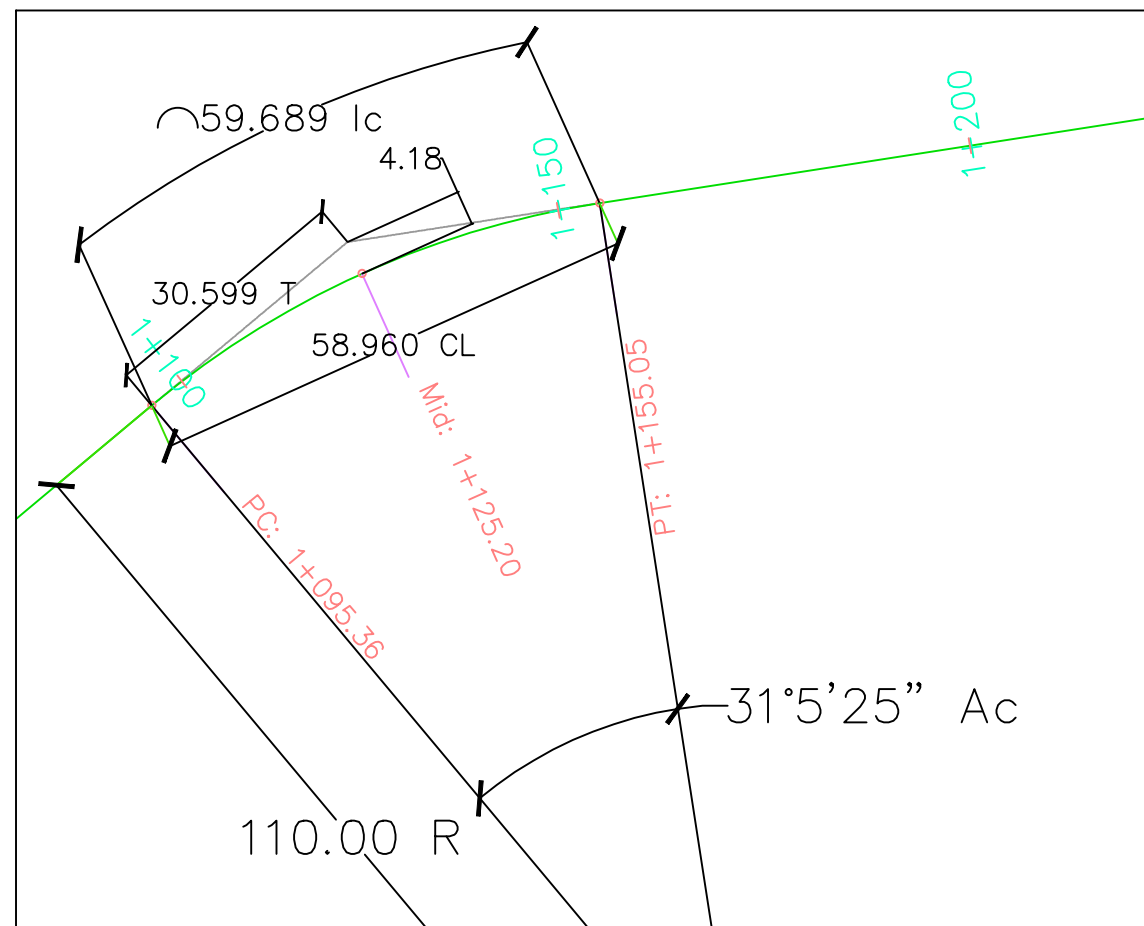 ⌒59.689 lc
4.18
1+150
1+200
30.599 T
58.960 CL
1+100
Mid: 1+125.20
PT: 1+155.05
PC: 1+095.36
31°5'25” Ac
110.00 R